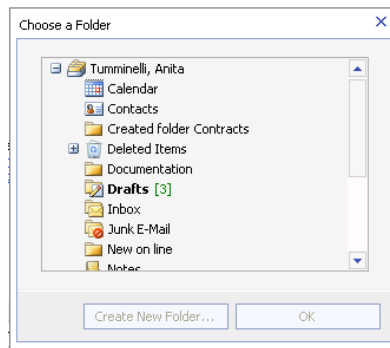 Choose a Folder
Tumminelli, Anita
Calendar
Contacts
Created folder Contracts
Deleted Items
Documentation
Drafts [3]
Inbox
Junk E-Mail
New on line
Notes
Create New Folder... OK